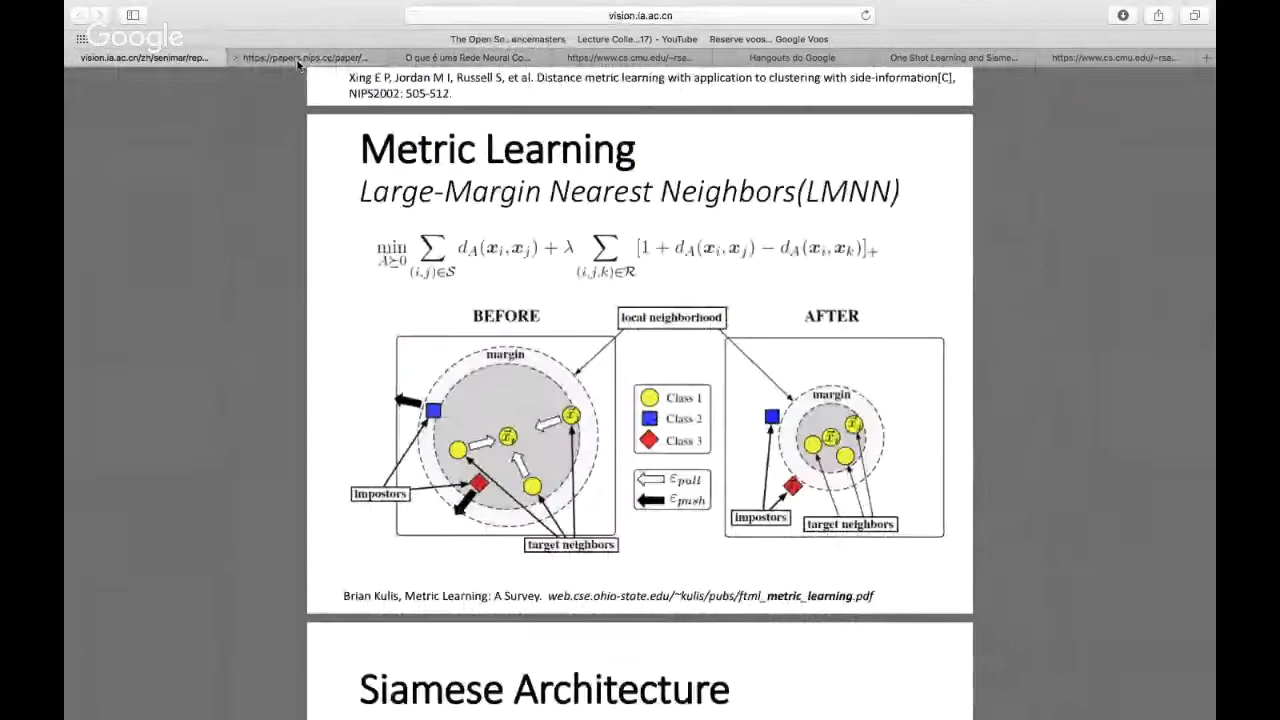 vision.ia.ac.cn
Google
The Open So...encemasters
Lecture Colle...17) - YouTube
Reserve voos... Google Voos
vision.ia.ac.cn/zh/senimar/rep...
https://papers.nips.cc/paper/...
O que é uma Rede Neural Co...
https://www.cs.cmu.edu/~rsa...
Hangouts do Google
One Shot Learning and Siame...
https://www.cs.cmu.edu/~rsa...
Xing E P, Jordan M I, Russell S, et al. Distance metric learning with application to clustering with side-information[C],
NIPS2002: 505-512.
Metric Learning
Large-Margin Nearest Neighbors(LMNN)
min_{A⪰0} ∑_{(i,j)∈S} d_A(x_i, x_j) + λ ∑_{(i,j,k)∈R} [1 + d_A(x_i, x_j) − d_A(x_i, x_k)]_+
BEFORE
local neighborhood
AFTER
margin
margin
Class 1
Class 2
Class 3
ε_pull
ε_push
impostors
target neighbors
impostors
target neighbors
Brian Kulis, Metric Learning: A Survey. web.cse.ohio-state.edu/~kulis/pubs/ftml_metric_learning.pdf
Siamese Architecture